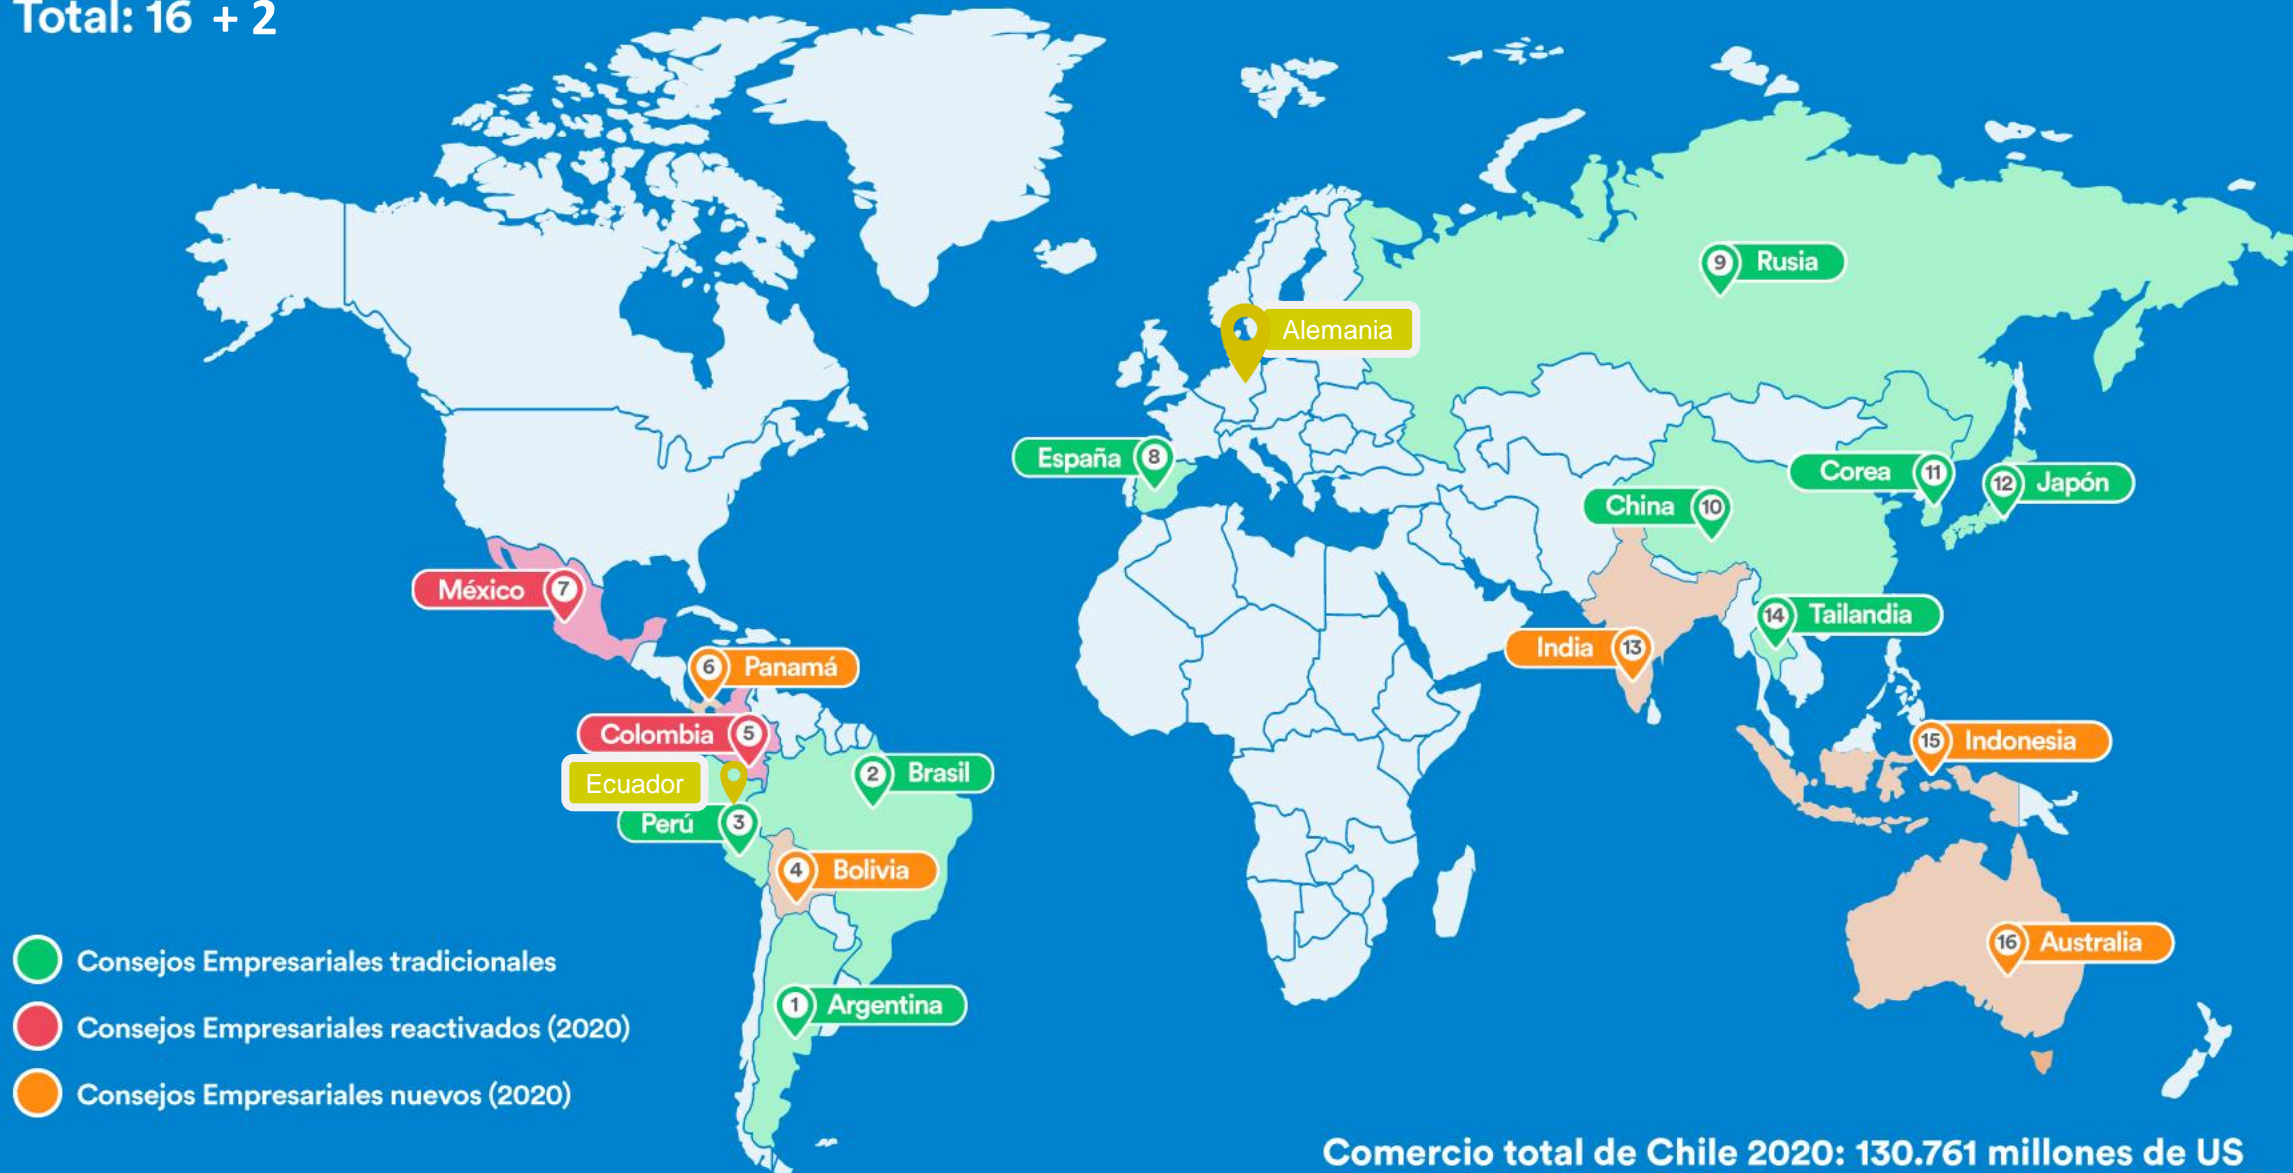 Total: 16 + 2
9 Rusia
Alemania
España 8
Corea 11
12 Japón
China 10
México 7
14 Tailandia
India 13
6 Panamá
Colombia 5
15 Indonesia
2 Brasil
Ecuador
Perú 3
4 Bolivia
16 Australia
1 Argentina
Consejos Empresariales tradicionales
Consejos Empresariales reactivados (2020)
Consejos Empresariales nuevos (2020)
Comercio total de Chile 2020: 130.761 millones de US